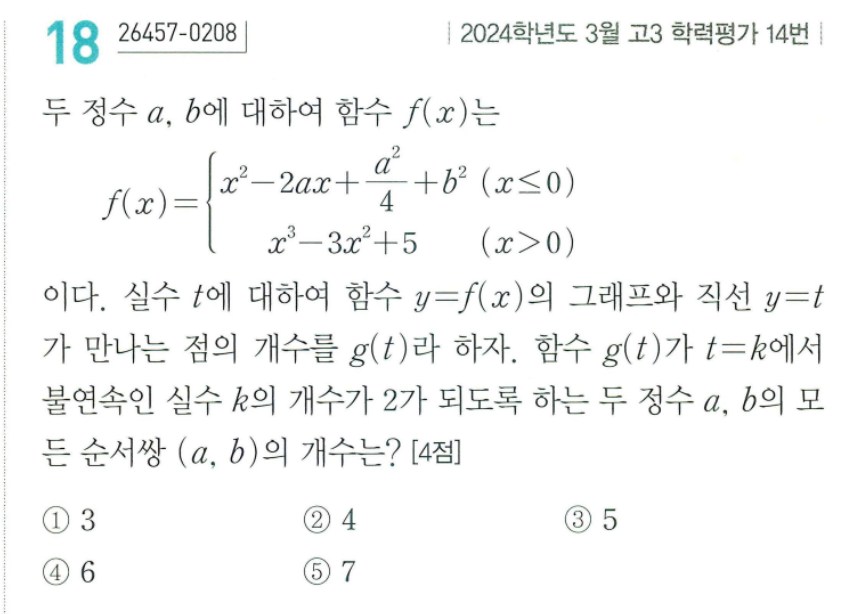 18 26457-0208 | 2024학년도 3월 고3 학력평가 14번 |
두 정수 a, b에 대하여 함수 f(x)는
f(x)={ x²-2ax+a²/4+b² (x≤0)
x³-3x²+5 (x>0)
이다. 실수 t에 대하여 함수 y=f(x)의 그래프와 직선 y=t
가 만나는 점의 개수를 g(t)라 하자. 함수 g(t)가 t=k에서
불연속인 실수 k의 개수가 2가 되도록 하는 두 정수 a, b의 모
든 순서쌍 (a, b)의 개수는? [4점]
① 3 ② 4 ③ 5
④ 6 ⑤ 7